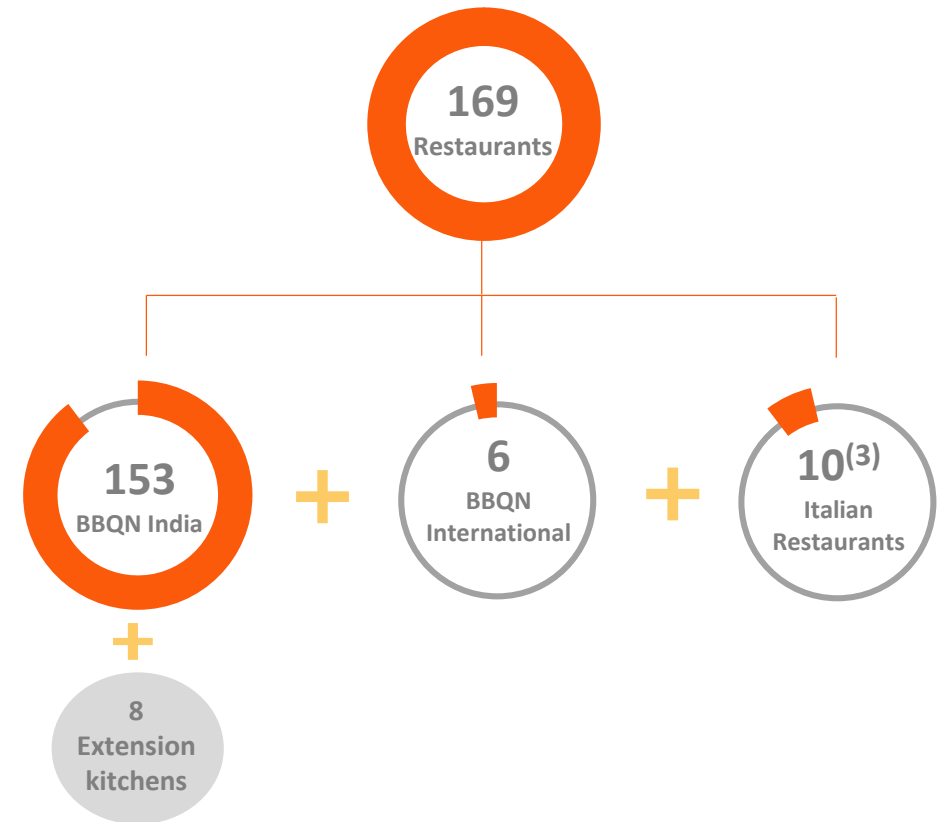 169
Restaurants
153
BBQN India
6
BBQN
International
10(3)
Italian
Restaurants
8
Extension
kitchens